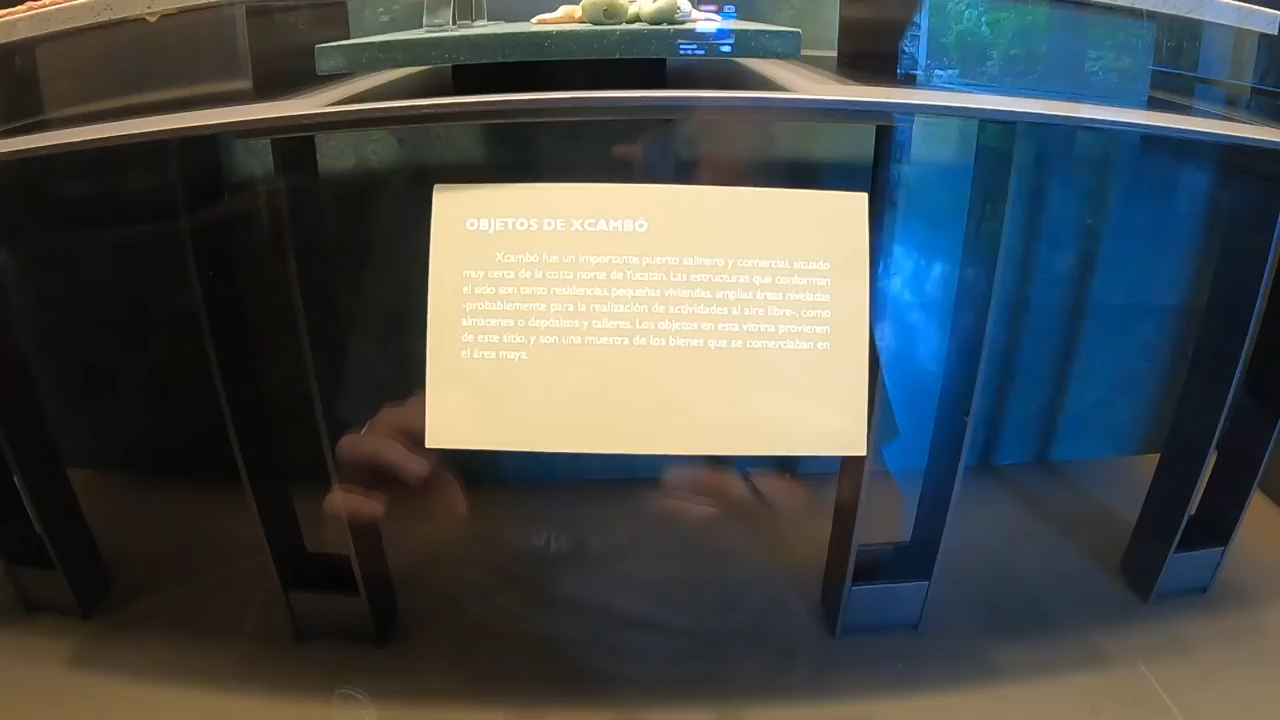 OBJETOS DE XCAMBÓ
Xcambó fue un importante puerto salinero y comercial, situado
muy cerca de la costa norte de Yucatán. Las estructuras que conforman
el sitio son tanto residencias, pequeñas viviendas, amplias áreas niveladas
-probablemente para la realización de actividades al aire libre-, como
almacenes o depósitos y talleres. Los objetos en esta vitrina provienen
de este sitio, y son una muestra de los bienes que se comerciaban en
el área maya.